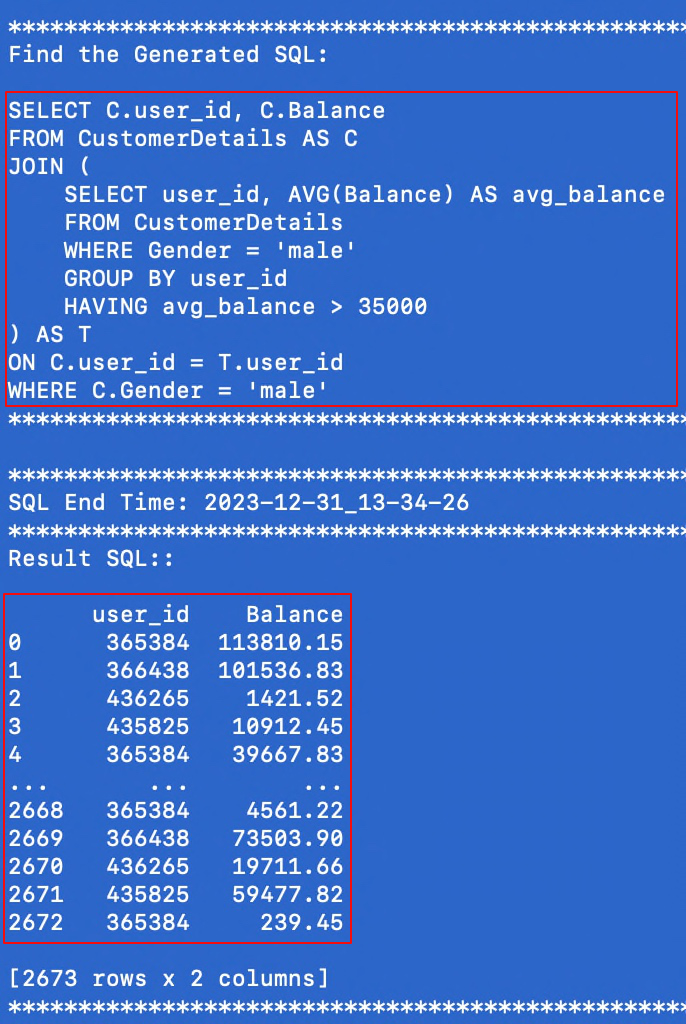 *************************************************
Find the Generated SQL:
SELECT C.user_id, C.Balance
FROM CustomerDetails AS C
JOIN (
    SELECT user_id, AVG(Balance) AS avg_balance
    FROM CustomerDetails
    WHERE Gender = 'male'
    GROUP BY user_id
    HAVING avg_balance > 35000
) AS T
ON C.user_id = T.user_id
WHERE C.Gender = 'male'
*************************************************
*************************************************
SQL End Time: 2023-12-31_13-34-26
*************************************************
Result SQL::
      user_id    Balance
0      365384  113810.15
1      366438  101536.83
2      436265    1421.52
3      435825   10912.45
4      365384   39667.83
...       ...        ...
2668   365384    4561.22
2669   366438   73503.90
2670   436265   19711.66
2671   435825   59477.82
2672   365384     239.45
[2673 rows x 2 columns]
*************************************************